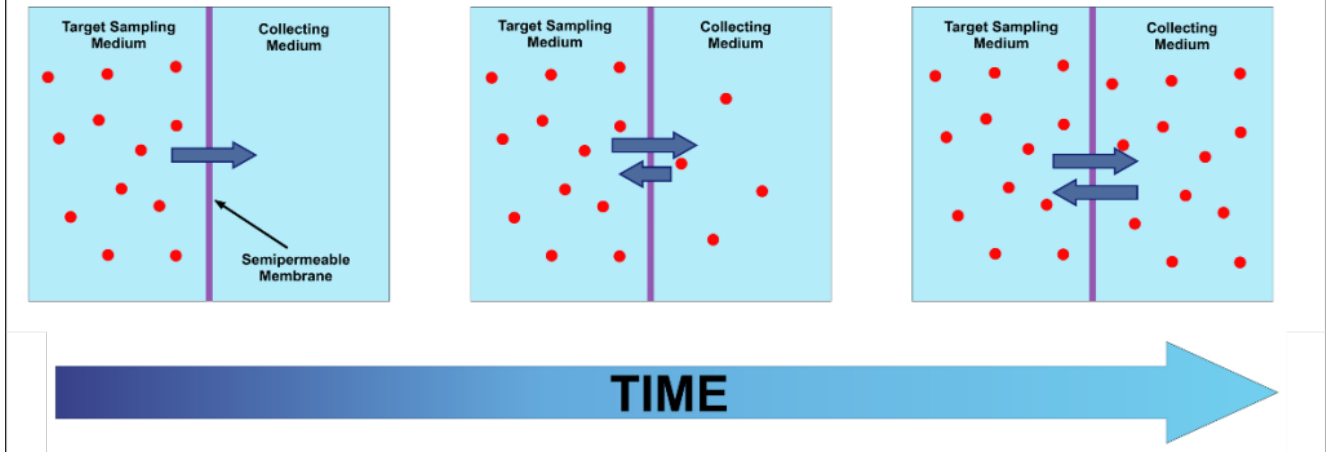 Target Sampling
Medium
Collecting
Medium
Semipermeable
Membrane
Target Sampling
Medium
Collecting
Medium
Target Sampling
Medium
Collecting
Medium
TIME